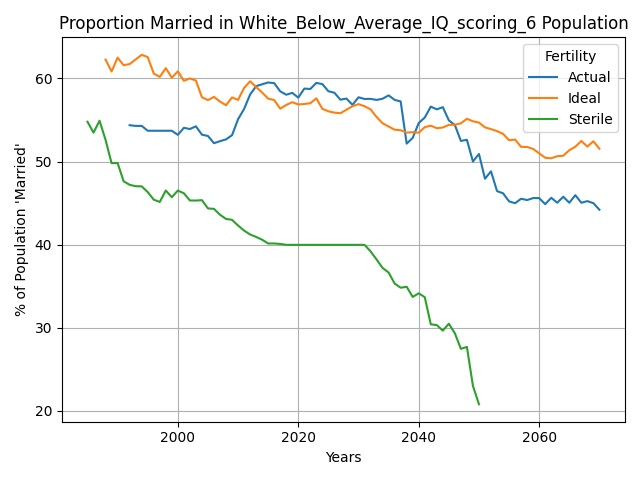 Proportion Married in White_Below_Average_IQ_scoring_6 Population
Fertility
Actual
Ideal
Sterile
% of Population 'Married'
60
50
40
30
20
2000
2020
2040
2060
Years